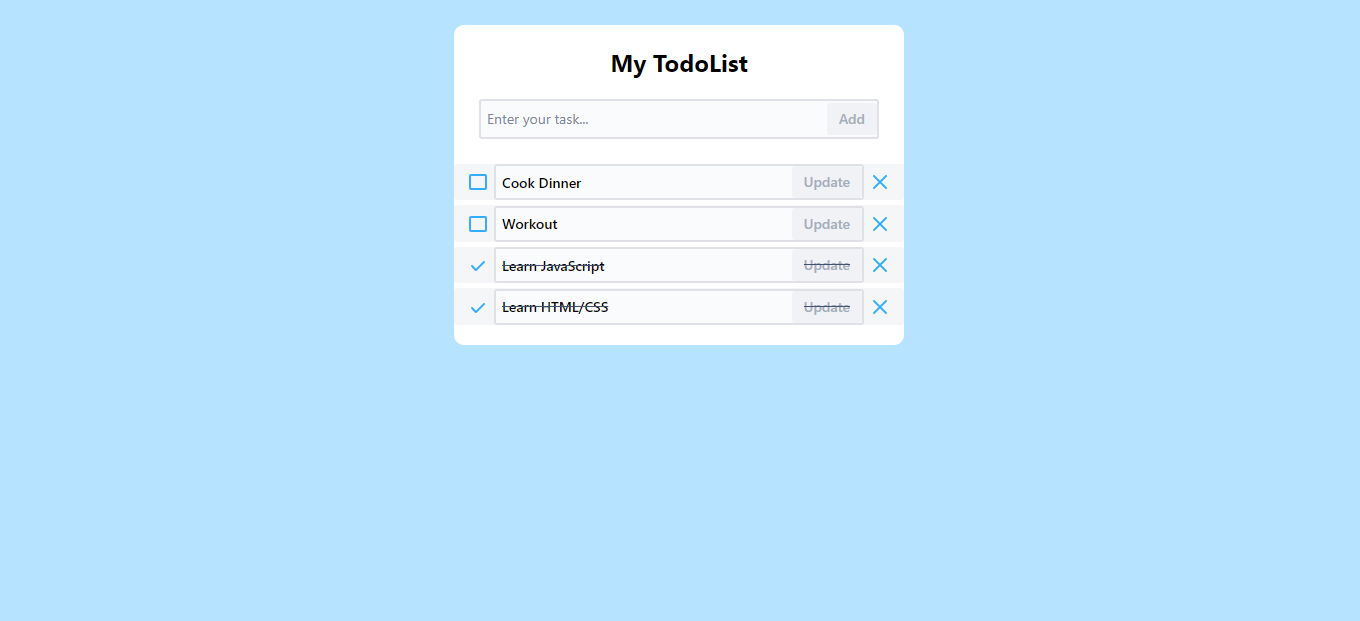 My TodoList
Enter your task... Add
Cook Dinner Update
Workout Update
Learn JavaScript Update
Learn HTML/CSS Update